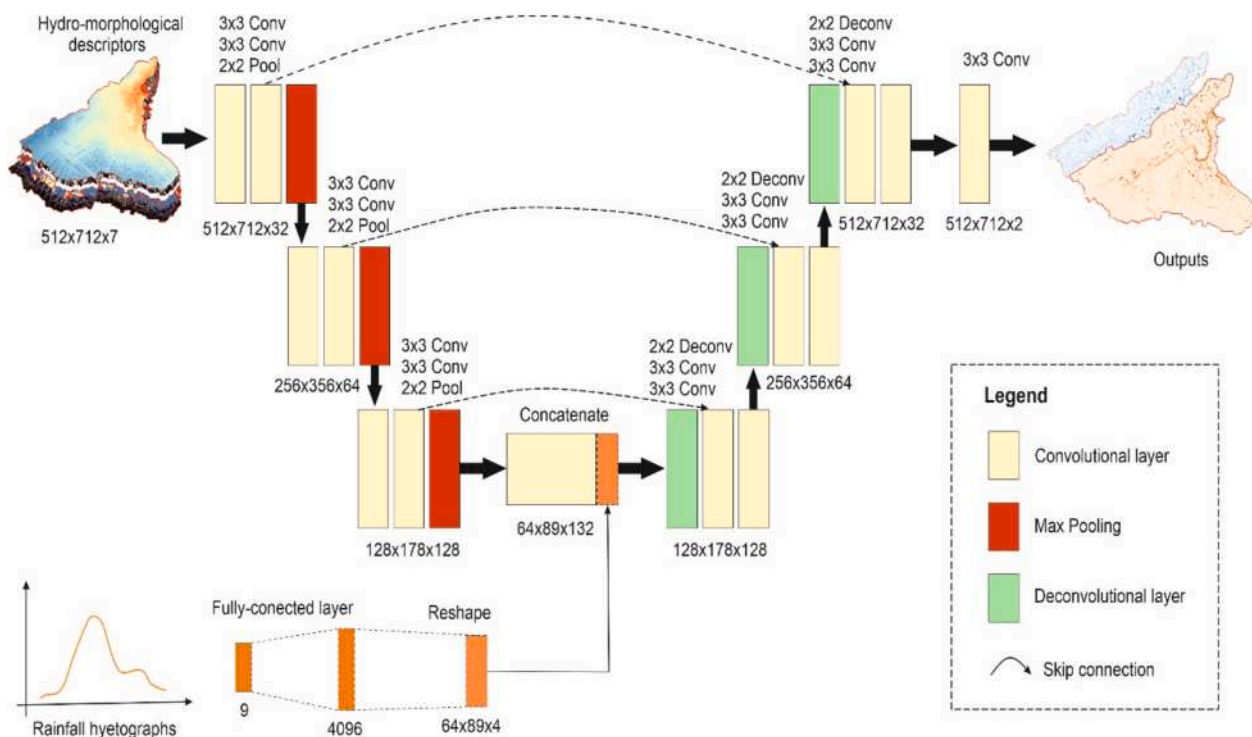 Hydro-morphological
descriptors
512x712x7
3x3 Conv
3x3 Conv
2x2 Pool
512x712x32
3x3 Conv
3x3 Conv
2x2 Pool
256x356x64
3x3 Conv
3x3 Conv
2x2 Pool
128x178x128
Concatenate
64x89x132
2x2 Deconv
3x3 Conv
3x3 Conv
128x178x128
2x2 Deconv
3x3 Conv
3x3 Conv
256x356x64
2x2 Deconv
3x3 Conv
3x3 Conv
512x712x32
3x3 Conv
512x712x2
Outputs
Rainfall hyetographs
Fully-conected layer
9
4096
Reshape
64x89x4
Legend
Convolutional layer
Max Pooling
Deconvolutional layer
Skip connection